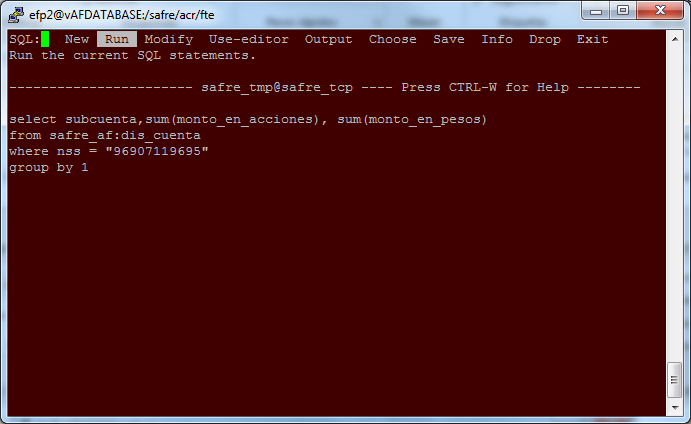 efp2@vAFDATABASE:/safre/acr/fte
SQL: New Run Modify Use-editor Output Choose Save Info Drop Exit
Run the current SQL statements.
----------------------- safre_tmp@safre_tcp ---- Press CTRL-W for Help --------
select subcuenta,sum(monto_en_acciones), sum(monto_en_pesos)
from safre_af:dis_cuenta
where nss = "96907119695"
group by 1